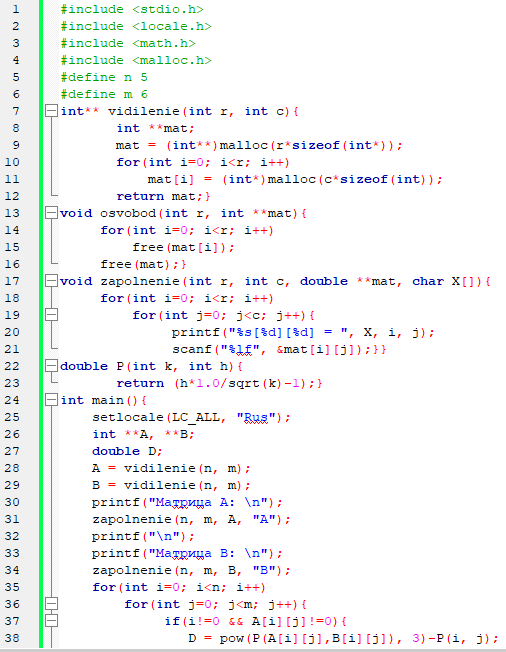 1 #include <stdio.h>
2 #include <locale.h>
3 #include <math.h>
4 #include <malloc.h>
5 #define n 5
6 #define m 6
7 int** vidilenie(int r, int c){
8 int **mat;
9 mat = (int**)malloc(r*sizeof(int*));
10 for(int i=0; i<r; i++)
11 mat[i] = (int*)malloc(c*sizeof(int));
12 return mat;}
13 void osvobod(int r, int **mat){
14 for(int i=0; i<r; i++)
15 free(mat[i]);
16 free(mat);}
17 void zapolnenie(int r, int c, double **mat, char X[]){
18 for(int i=0; i<r; i++)
19 for(int j=0; j<c; j++){
20 printf("%s[%d][%d] = ", X, i, j);
21 scanf("%lf", &mat[i][j]);}}
22 double P(int k, int h){
23 return (h*1.0/sqrt(k)-1);}
24 int main(){
25 setlocale(LC_ALL, "Rus");
26 int **A, **B;
27 double D;
28 A = vidilenie(n, m);
29 B = vidilenie(n, m);
30 printf("Матрица A: \n");
31 zapolnenie(n, m, A, "A");
32 printf("\n");
33 printf("Матрица B: \n");
34 zapolnenie(n, m, B, "B");
35 for(int i=0; i<n; i++)
36 for(int j=0; j<m; j++){
37 if(i!=0 && A[i][j]!=0){
38 D = pow(P(A[i][j],B[i][j]), 3)-P(i, j);